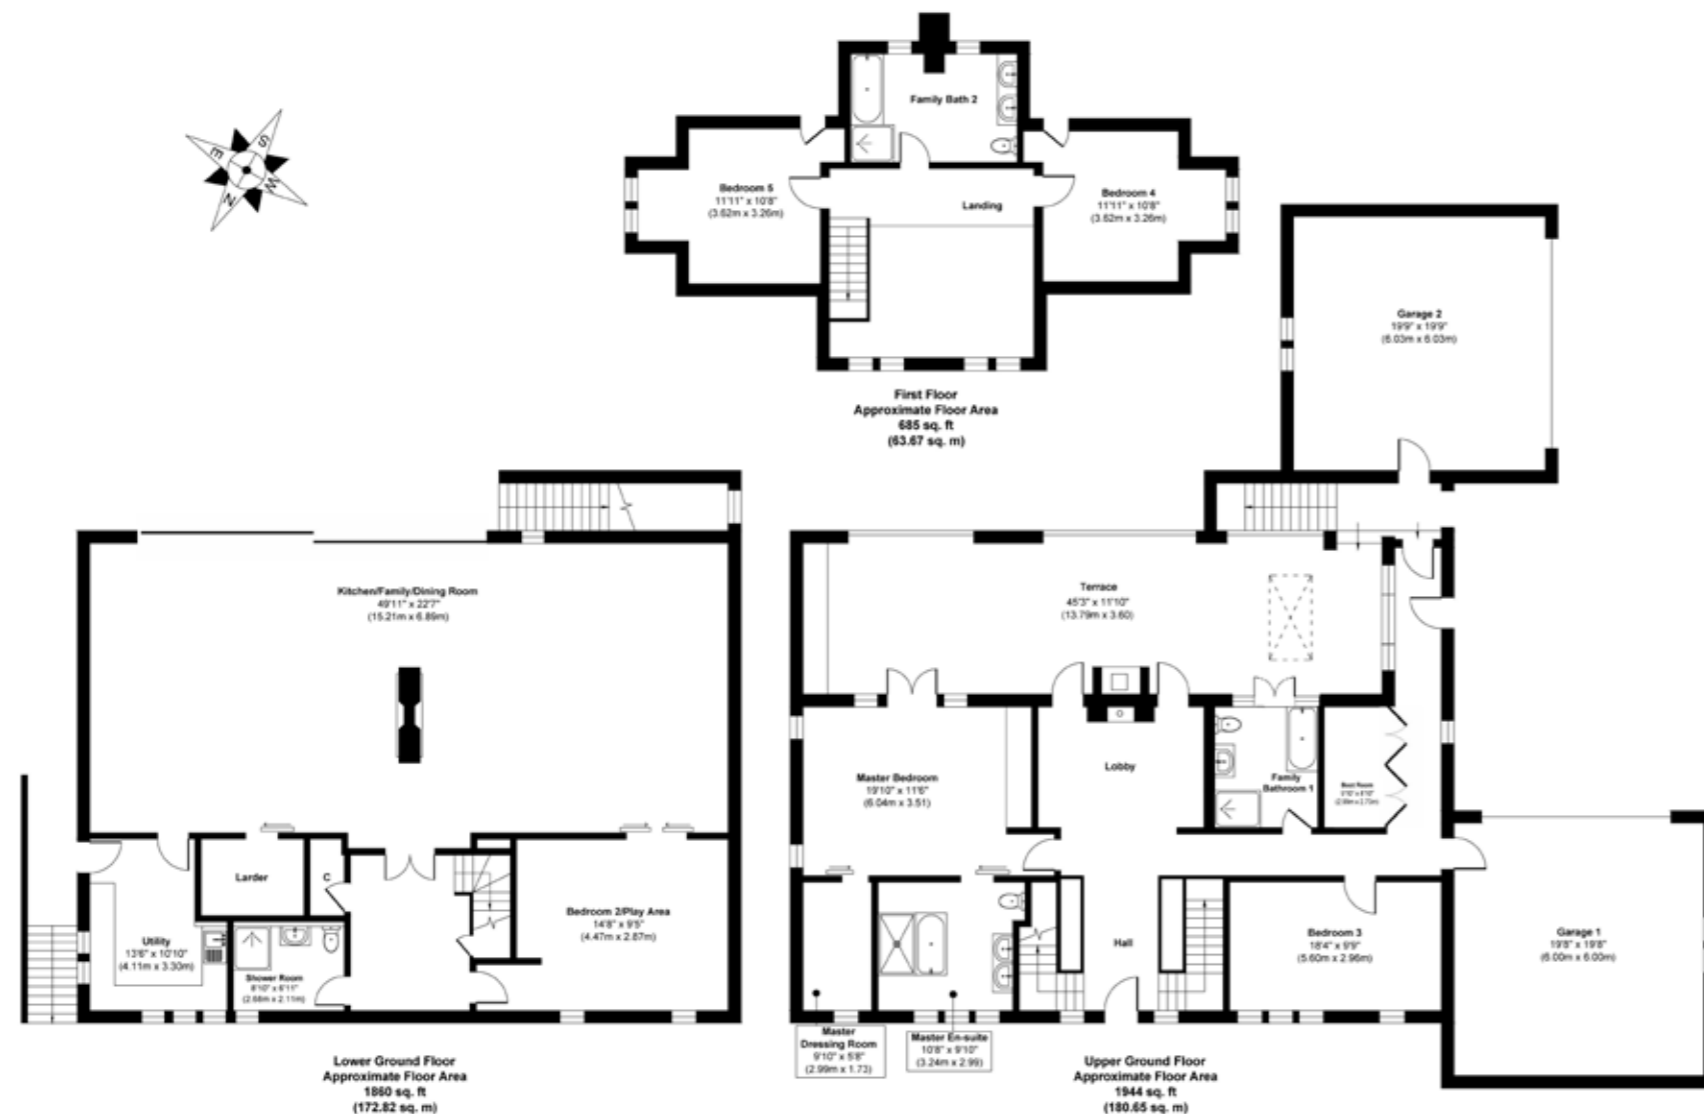 S
E
W
N
Family Bath 2
Bedroom 5
11'11" x 10'8"
(3.62m x 3.26m)
Landing
Bedroom 4
11'11" x 10'8"
(3.62m x 3.26m)
First Floor
Approximate Floor Area
685 sq. ft
(63.67 sq. m)
Garage 2
19'9" x 19'9"
(6.03m x 6.03m)
Kitchen/Family/Dining Room
49'11" x 22'7"
(15.21m x 6.89m)
Larder
C
Utility
13'6" x 10'10"
(4.11m x 3.30m)
Shower Room
8'10" x 6'11"
(2.68m x 2.11m)
Bedroom 2/Play Area
14'8" x 9'5"
(4.47m x 2.87m)
Lower Ground Floor
Approximate Floor Area
1860 sq. ft
(172.82 sq. m)
Terrace
45'3" x 11'10"
(13.79m x 3.60)
Master Bedroom
19'10" x 11'6"
(6.04m x 3.51)
Lobby
Family
Bathroom 1
Boot Room
Hall
Bedroom 3
18'4" x 9'9"
(5.60m x 2.96m)
Garage 1
19'8" x 19'8"
(6.00m x 6.00m)
Master
Dressing Room
9'10" x 5'8"
(2.99m x 1.73)
Master En-suite
10'8" x 9'10"
(3.24m x 2.99)
Upper Ground Floor
Approximate Floor Area
1944 sq. ft
(180.65 sq. m)